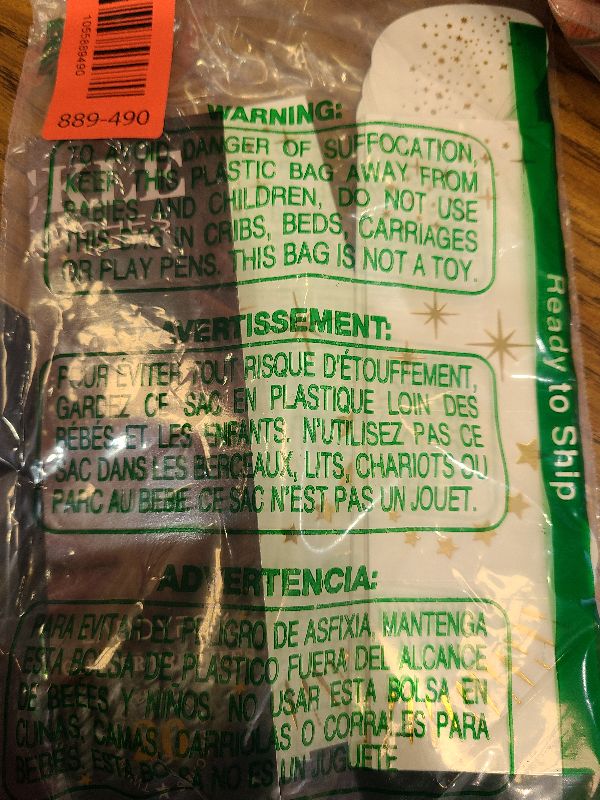 1055889490
889-490
WARNING:
TO AVOID DANGER OF SUFFOCATION,
KEEP THIS PLASTIC BAG AWAY FROM
BABIES AND CHILDREN, DO NOT USE
THIS BAG IN CRIBS, BEDS, CARRIAGES
OR PLAY PENS. THIS BAG IS NOT A TOY.
AVERTISSEMENT:
POUR EVITER TOUT RISQUE D'ÉTOUFFEMENT,
GARDEZ CE SAC EN PLASTIQUE LOIN DES
BÉBÉS ET LES ENFANTS. N'UTILISEZ PAS CE
SAC DANS LES BERCEAUX, LITS, CHARIOTS OU
PARC AU BEBE. CE SAC N'EST PAS UN JOUET.
ADVERTENCIA:
PARA EVITAR DEL PELIGRO DE ASFIXIA, MANTENGA
ESTA BOLSA DE PLASTICO FUERA DEL ALCANCE
DE BEBES Y NIÑOS, NO USAR ESTA BOLSA EN
CUNAS, CAMAS, CARRIOLAS O CORRALES PARA
BEBES. ESTA BOLSA NO ES UN JUGUETE
Ready to Ship